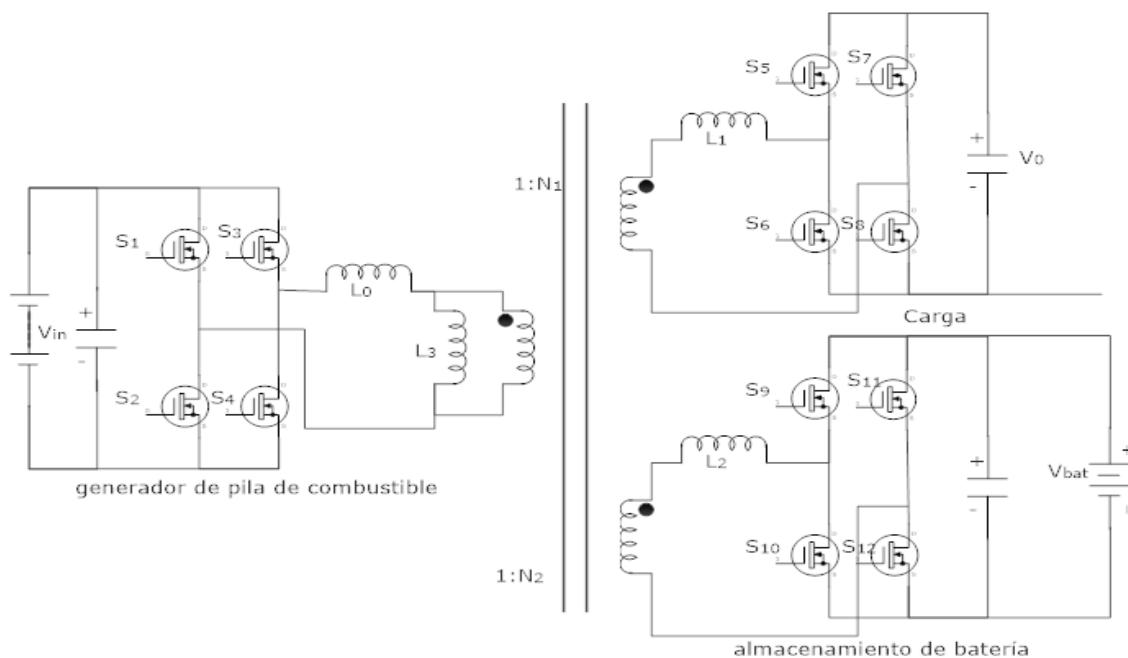 S5
S7
L1
+
V0
-
1:N1
S6
S8
S1
S3
L0
Vin
+
-
L3
Carga
S2
S4
S9
S11
L2
+
-
Vbat
+
generador de pila de combustible
S10
S12
1:N2
almacenamiento de batería